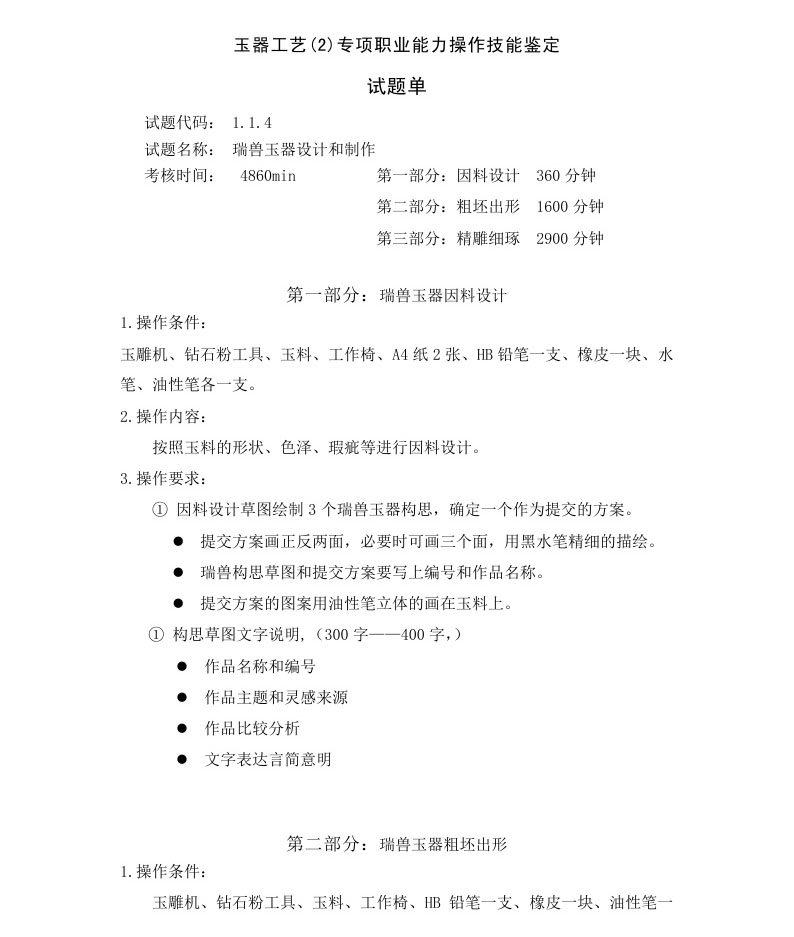 玉器工艺(2)专项职业能力操作技能鉴定
试题单
试题代码： 1.1.4
试题名称： 瑞兽玉器设计和制作
考核时间： 4860min 第一部分：因料设计 360 分钟
第二部分：粗坯出形 1600 分钟
第三部分：精雕细琢 2900 分钟
第一部分：瑞兽玉器因料设计
1.操作条件：
玉雕机、钻石粉工具、玉料、工作椅、A4 纸 2 张、HB 铅笔一支、橡皮一块、水
笔、油性笔各一支。
2.操作内容：
按照玉料的形状、色泽、瑕疵等进行因料设计。
3.操作要求：
① 因料设计草图绘制 3 个瑞兽玉器构思，确定一个作为提交的方案。
● 提交方案画正反两面，必要时可画三个面，用黑水笔精细的描绘。
● 瑞兽构思草图和提交方案要写上编号和作品名称。
● 提交方案的图案用油性笔立体的画在玉料上。
① 构思草图文字说明,（300 字——400 字,）
● 作品名称和编号
● 作品主题和灵感来源
● 作品比较分析
● 文字表达言简意明
第二部分：瑞兽玉器粗坯出形
1.操作条件：
玉雕机、钻石粉工具、玉料、工作椅、HB 铅笔一支、橡皮一块、油性笔一